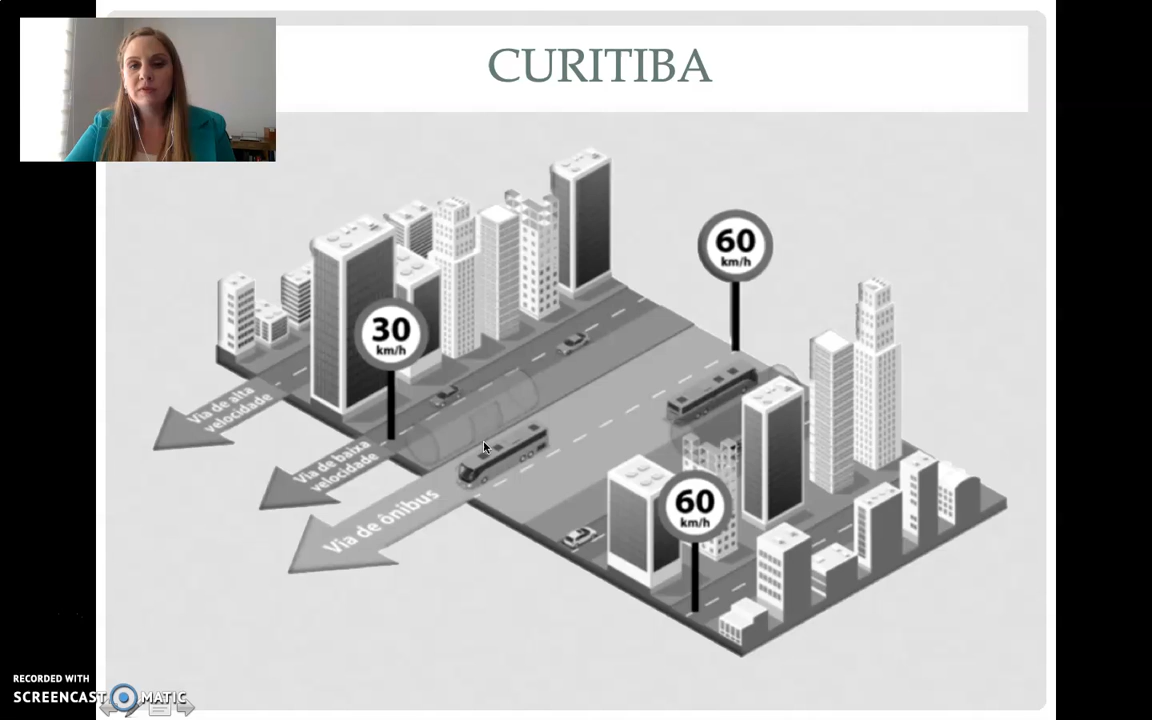 CURITIBA
60
km/h
30
km/h
Via de alta
velocidade
Via de baixa
velocidade
Via de ônibus
60
km/h
RECORDED WITH
SCREENCAST MATIC